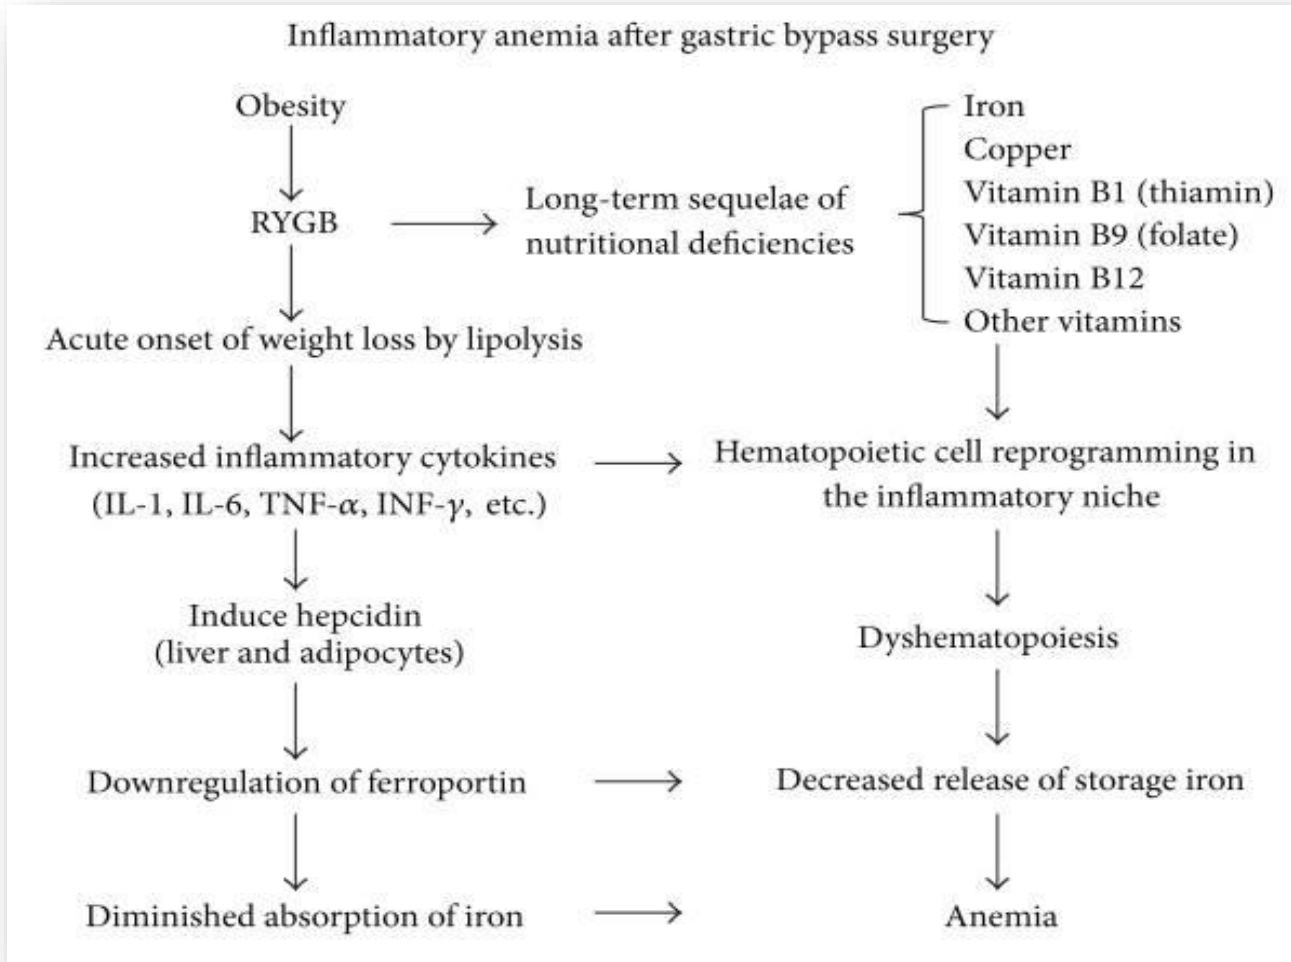 Inflammatory anemia after gastric bypass surgery
Obesity
RYGB
Long-term sequelae of
nutritional deficiencies
Iron
Copper
Vitamin B1 (thiamin)
Vitamin B9 (folate)
Vitamin B12
Other vitamins
Acute onset of weight loss by lipolysis
Increased inflammatory cytokines
(IL-1, IL-6, TNF-α, INF-γ, etc.)
Hematopoietic cell reprogramming in
the inflammatory niche
Induce hepcidin
(liver and adipocytes)
Dyshematopoiesis
Downregulation of ferroportin
Decreased release of storage iron
Diminished absorption of iron
Anemia